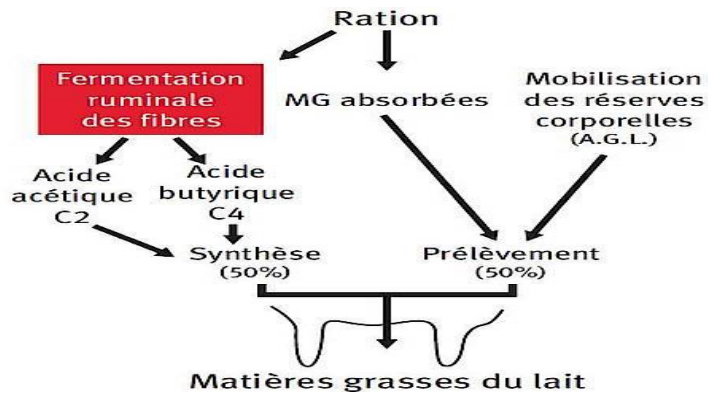 Ration
Fermentation
ruminale
des fibres
MG absorbées
Mobilisation
des réserves
corporelles
(A.G.L.)
Acide
acétique
C2
Acide
butyrique
C4
Synthèse
(50%)
Prélèvement
(50%)
Matières grasses du lait